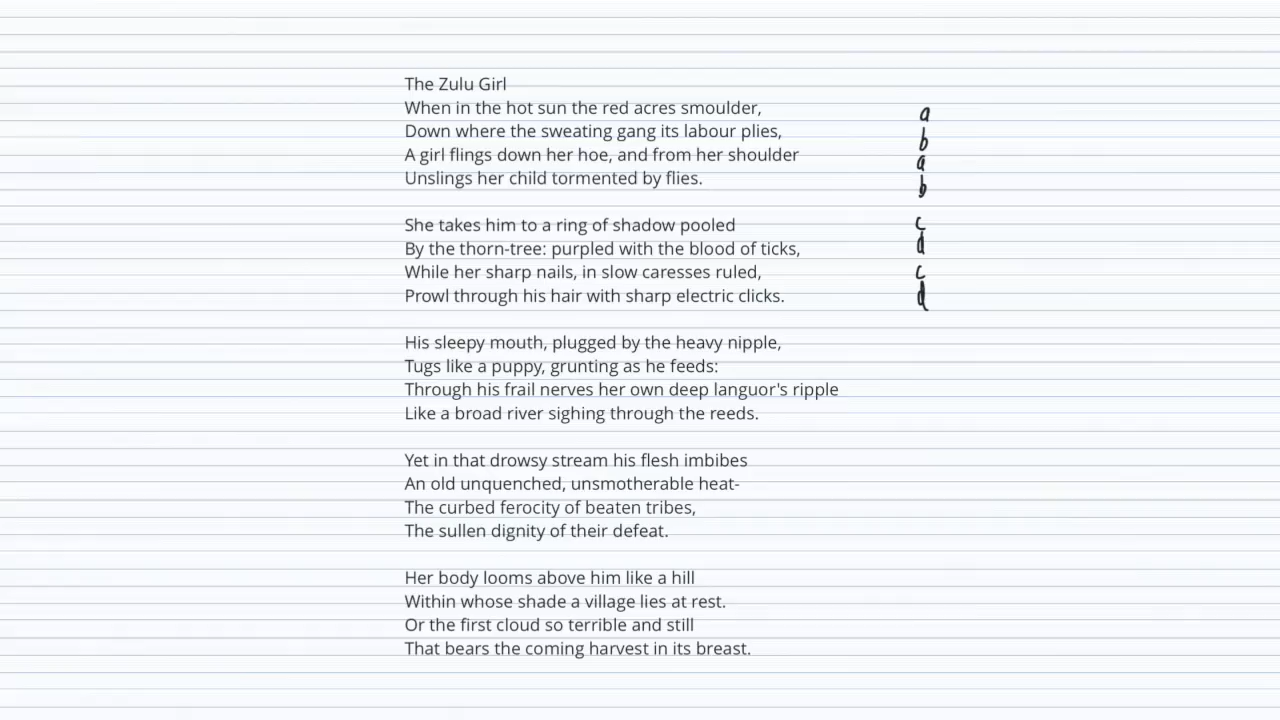 The Zulu Girl
When in the hot sun the red acres smoulder, a
Down where the sweating gang its labour plies, b
A girl flings down her hoe, and from her shoulder a
Unslings her child tormented by flies. b
She takes him to a ring of shadow pooled c
By the thorn-tree: purpled with the blood of ticks, d
While her sharp nails, in slow caresses ruled, c
Prowl through his hair with sharp electric clicks. d
His sleepy mouth, plugged by the heavy nipple,
Tugs like a puppy, grunting as he feeds:
Through his frail nerves her own deep languor's ripple
Like a broad river sighing through the reeds.
Yet in that drowsy stream his flesh imbibes
An old unquenched, unsmotherable heat-
The curbed ferocity of beaten tribes,
The sullen dignity of their defeat.
Her body looms above him like a hill
Within whose shade a village lies at rest.
Or the first cloud so terrible and still
That bears the coming harvest in its breast.